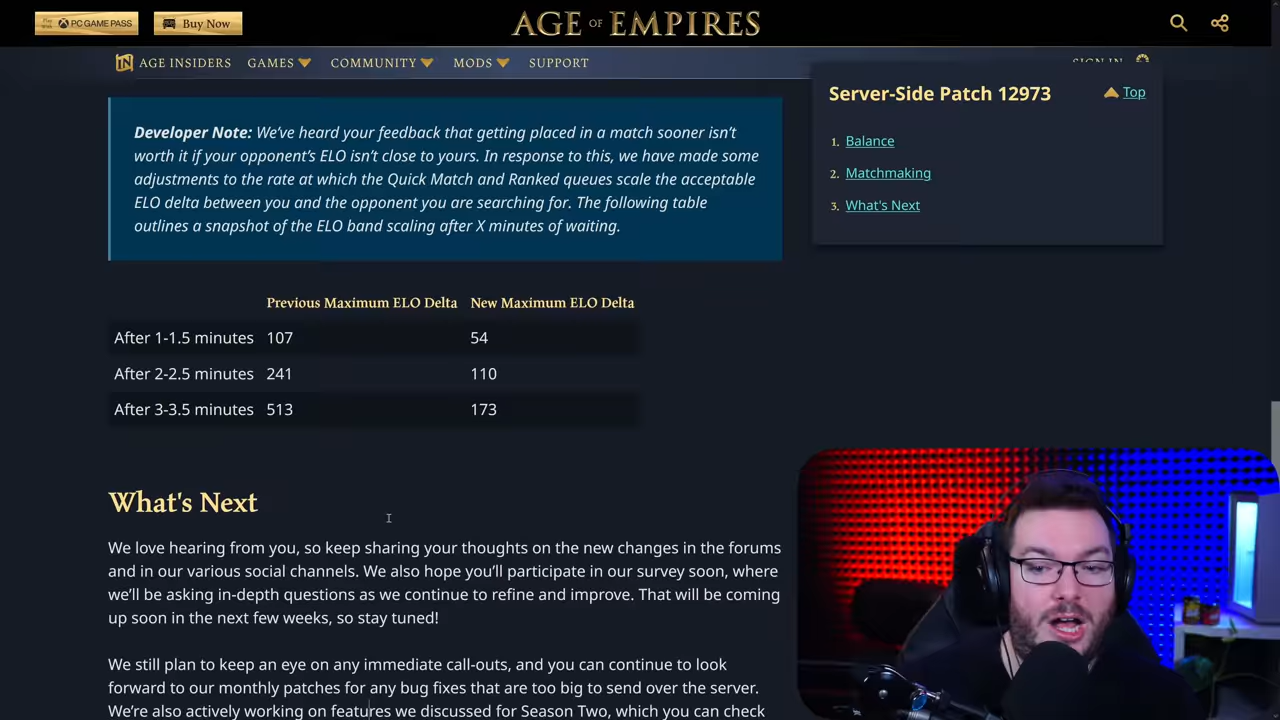 PC GAME PASS
Buy Now
AGE OF EMPIRES
AGE INSIDERS GAMES COMMUNITY MODS SUPPORT
SIGN IN
Server-Side Patch 12973
Top
1. Balance
2. Matchmaking
3. What's Next
Developer Note: We've heard your feedback that getting placed in a match sooner isn't
worth it if your opponent's ELO isn't close to yours. In response to this, we have made some
adjustments to the rate at which the Quick Match and Ranked queues scale the acceptable
ELO delta between you and the opponent you are searching for. The following table
outlines a snapshot of the ELO band scaling after X minutes of waiting.
Previous Maximum ELO Delta New Maximum ELO Delta
After 1-1.5 minutes 107 54
After 2-2.5 minutes 241 110
After 3-3.5 minutes 513 173
What's Next
We love hearing from you, so keep sharing your thoughts on the new changes in the forums
and in our various social channels. We also hope you'll participate in our survey soon, where
we'll be asking in-depth questions as we continue to refine and improve. That will be coming
up soon in the next few weeks, so stay tuned!
We still plan to keep an eye on any immediate call-outs, and you can continue to look
forward to our monthly patches for any bug fixes that are too big to send over the server.
We're also actively working on features we discussed for Season Two, which you can check